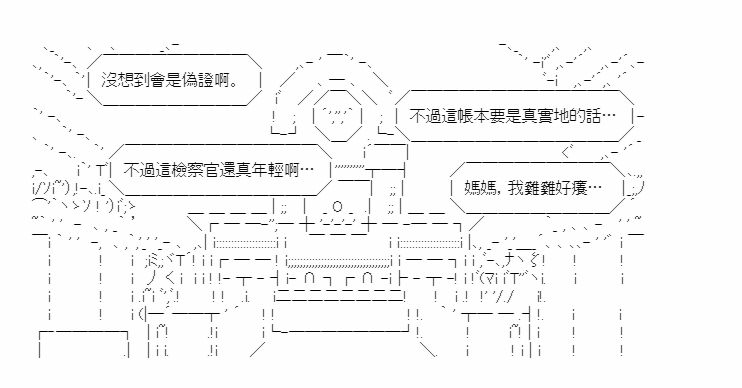 沒想到會是偽證啊。
不過這帳本要是真實地的話…
不過這檢察官還真年輕啊…
媽媽，我雞雞好癢…